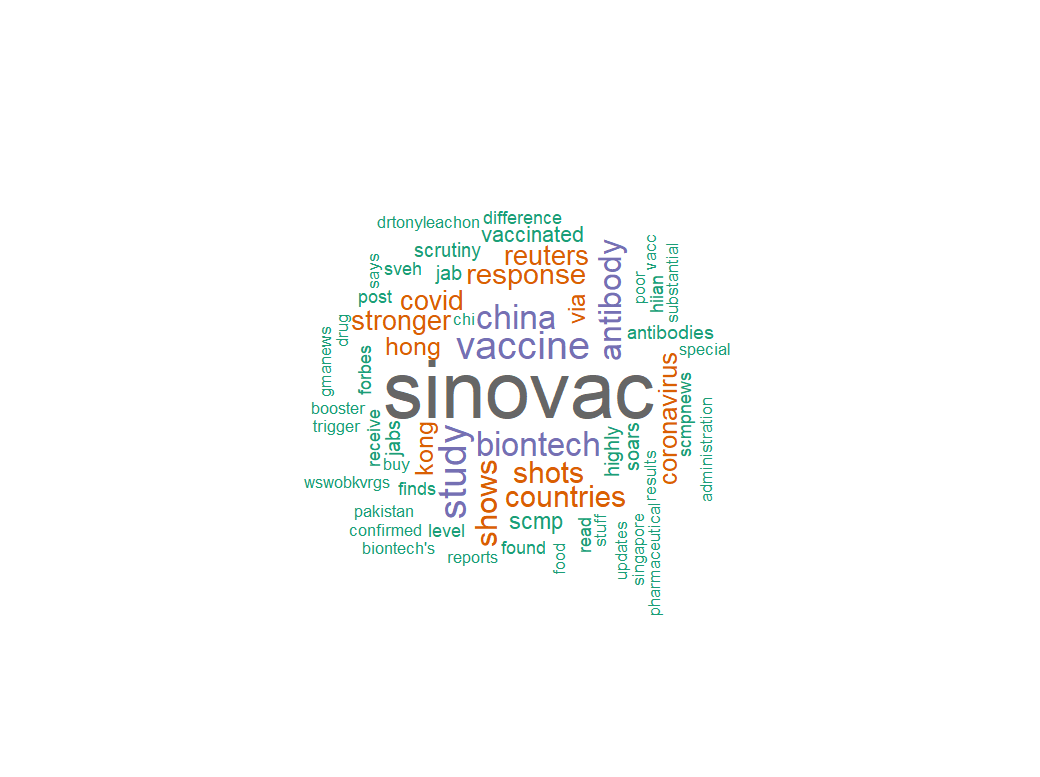 drtonyleachon
difference
vaccinated
scrutiny
reuters
antibody
vacc
says
sveh
jab
response
poor
hiian
substantial
post
covid
via
stronger
chi
china
drug
antibodies
hong
vaccine
special
gmanews
forbes
sinovac
coronavirus
scmpnews
booster
trigger
receive
jabs
kong
study
biontech
highly
soars
administration
buy
shows
shots
results
wswobkvrgs
finds
countries
pakistan
scmp
confirmed
level
read
stuff
updates
singapore
pharmaceutical
biontech's
reports
found
food